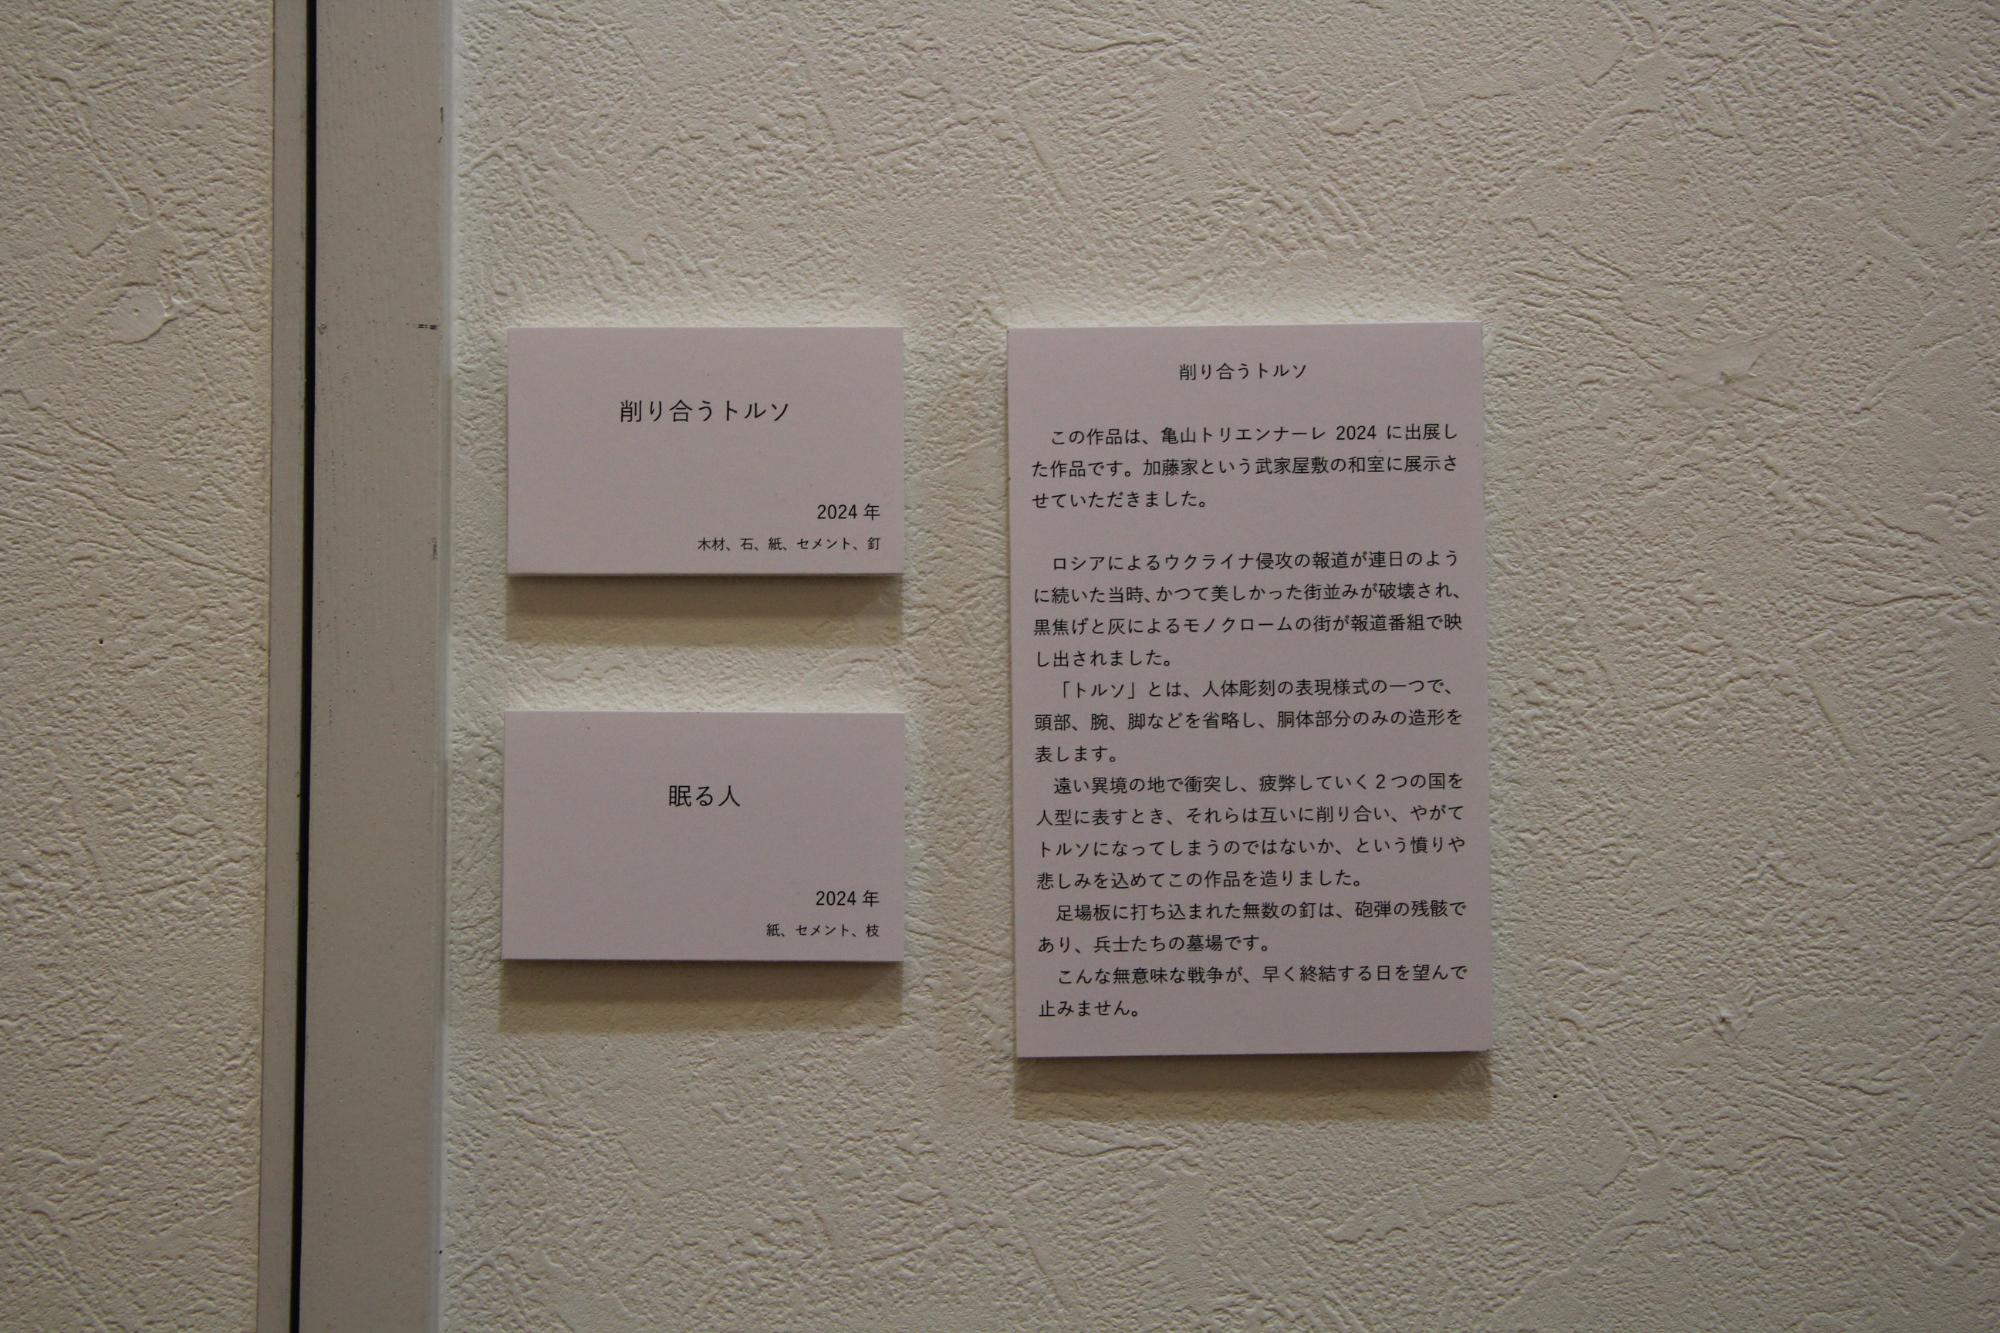 削り合うトルソ
2024 年
木材、石、紙、セメント、釘
眠る人
2024 年
紙、セメント、枝
削り合うトルソ
この作品は、亀山トリエンナーレ 2024 に出展し
た作品です。加藤家という武家屋敷の和室に展示さ
せていただきました。
ロシアによるウクライナ侵攻の報道が連日のよう
に続いた当時、かつて美しかった街並みが破壊され、
黒焦げと灰によるモノクロームの街が報道番組で映
し出されました。
「トルソ」とは、人体彫刻の表現様式の一つで、
頭部、腕、脚などを省略し、胴体部分のみの造形を
表します。
遠い異境の地で衝突し、疲弊していく２つの国を
人型に表すとき、それらは互いに削り合い、やがて
トルソになってしまうのではないか、という憤りや
悲しみを込めてこの作品を造りました。
足場板に打ち込まれた無数の釘は、砲弾の残骸で
あり、兵士たちの墓場です。
こんな無意味な戦争が、早く終結する日を望んで
止みません。